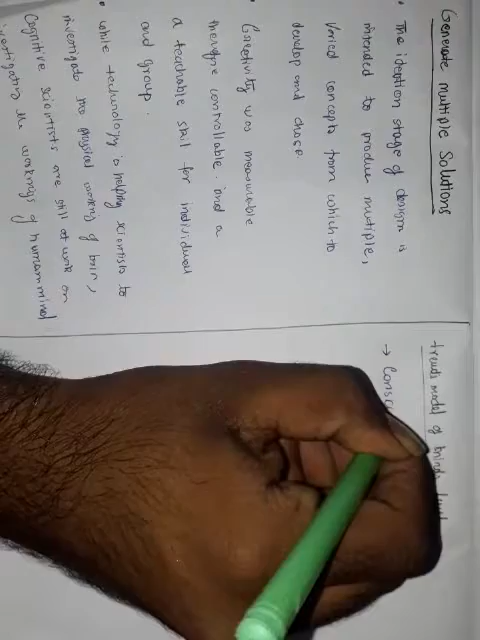 Generate multiple solutions
• The idention stage of design is
intended to produce multiple,
Varied concepts from which to
develop and chose
• Creativity was measurable
therefore controllable. and a
a teachable skill for individual
and group.
• while technology is helping scientists to
investigate the physical working of brain,
Cognitive scientists are still at work on
investigating the workings of human mind
model of
→